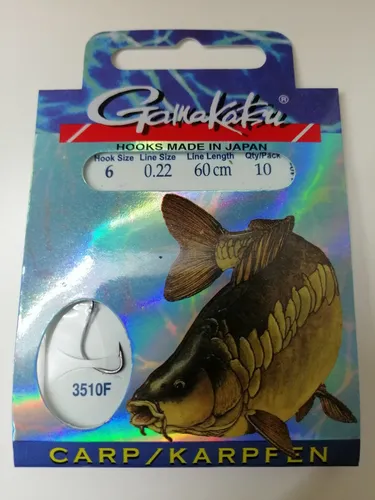 Gamakatsu®
HOOKS MADE IN JAPAN
Hook Size Line Size Line Length Qty/Pack
6 0.22 60cm 10
3510F
CARP/KARPFEN